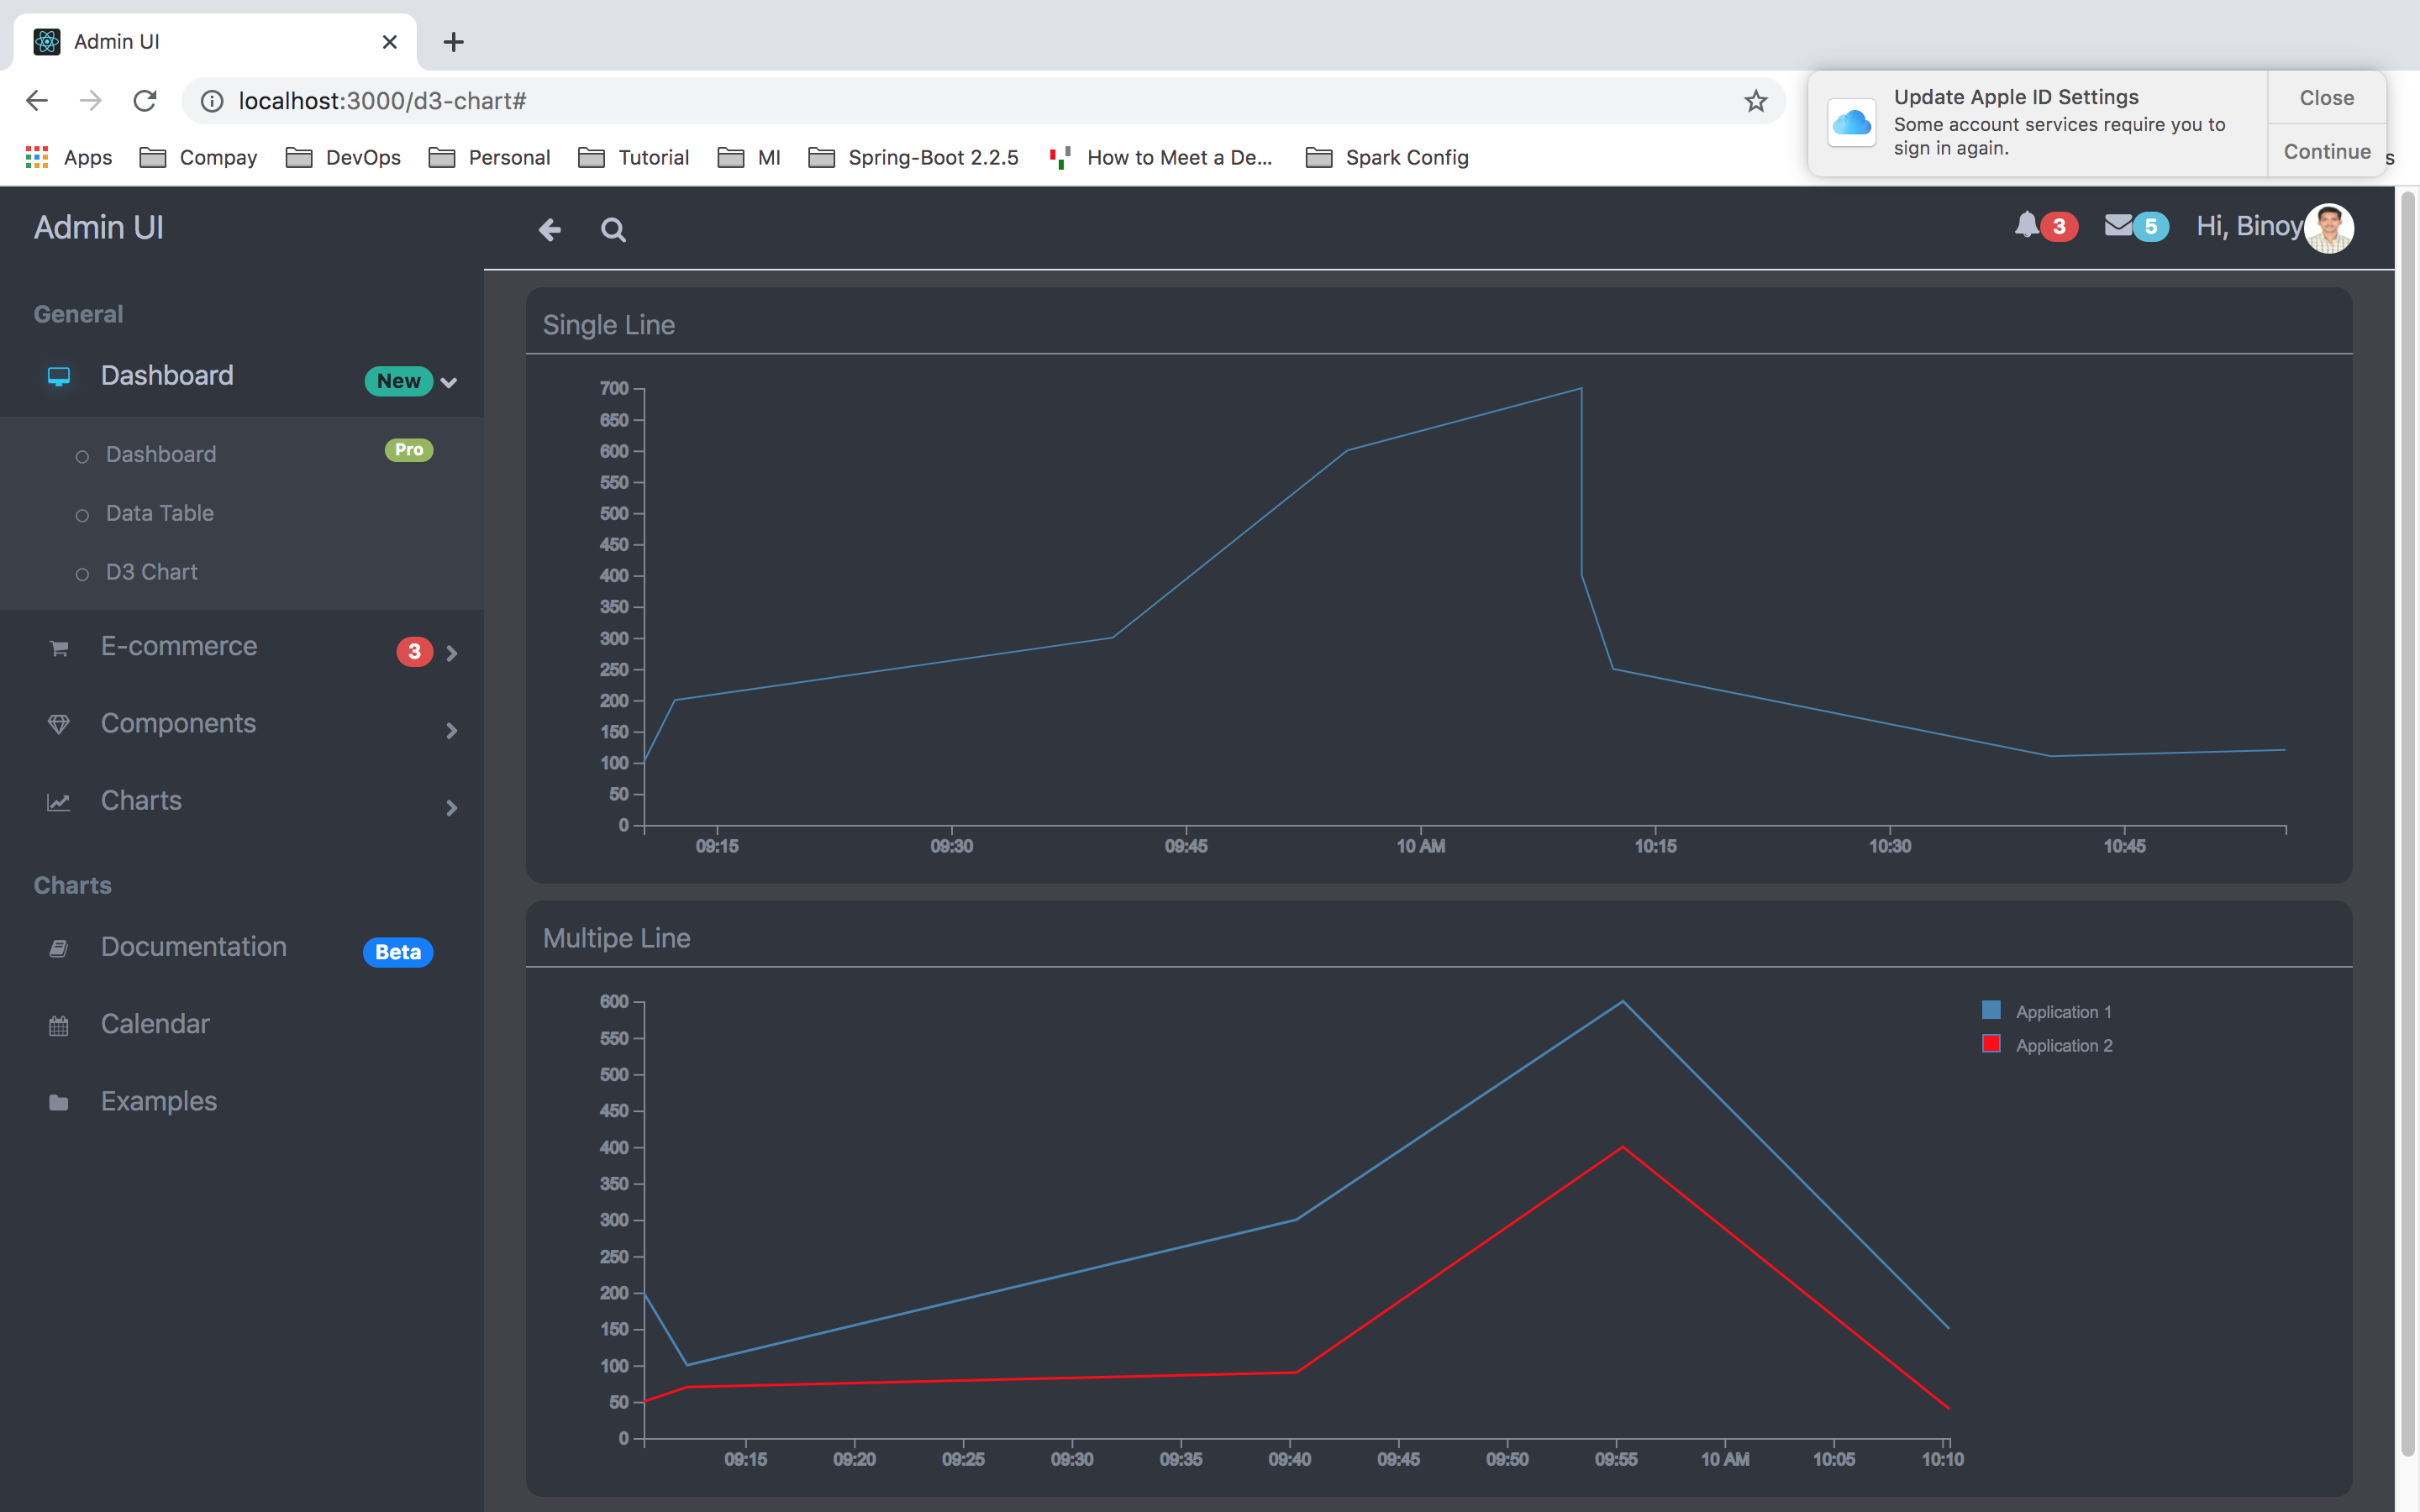 Admin UI
localhost:3000/d3-chart#
Update Apple ID Settings
Some account services require you to
sign in again.
Close
Continue
Apps Compay DevOps Personal Tutorial MI Spring-Boot 2.2.5 How to Meet a De... Spark Config s
Admin UI
3 5 Hi, Binoy
General
Dashboard New
Dashboard Pro
Data Table
D3 Chart
E-commerce 3
Components
Charts
Charts
Documentation Beta
Calendar
Examples
Single Line
700
650
600
550
500
450
400
350
300
250
200
150
100
50
0
09:15 09:30 09:45 10 AM 10:15 10:30 10:45
Multipe Line
600
550
500
450
400
350
300
250
200
150
100
50
0
09:15 09:20 09:25 09:30 09:35 09:40 09:45 09:50 09:55 10 AM 10:05 10:10
Application 1
Application 2